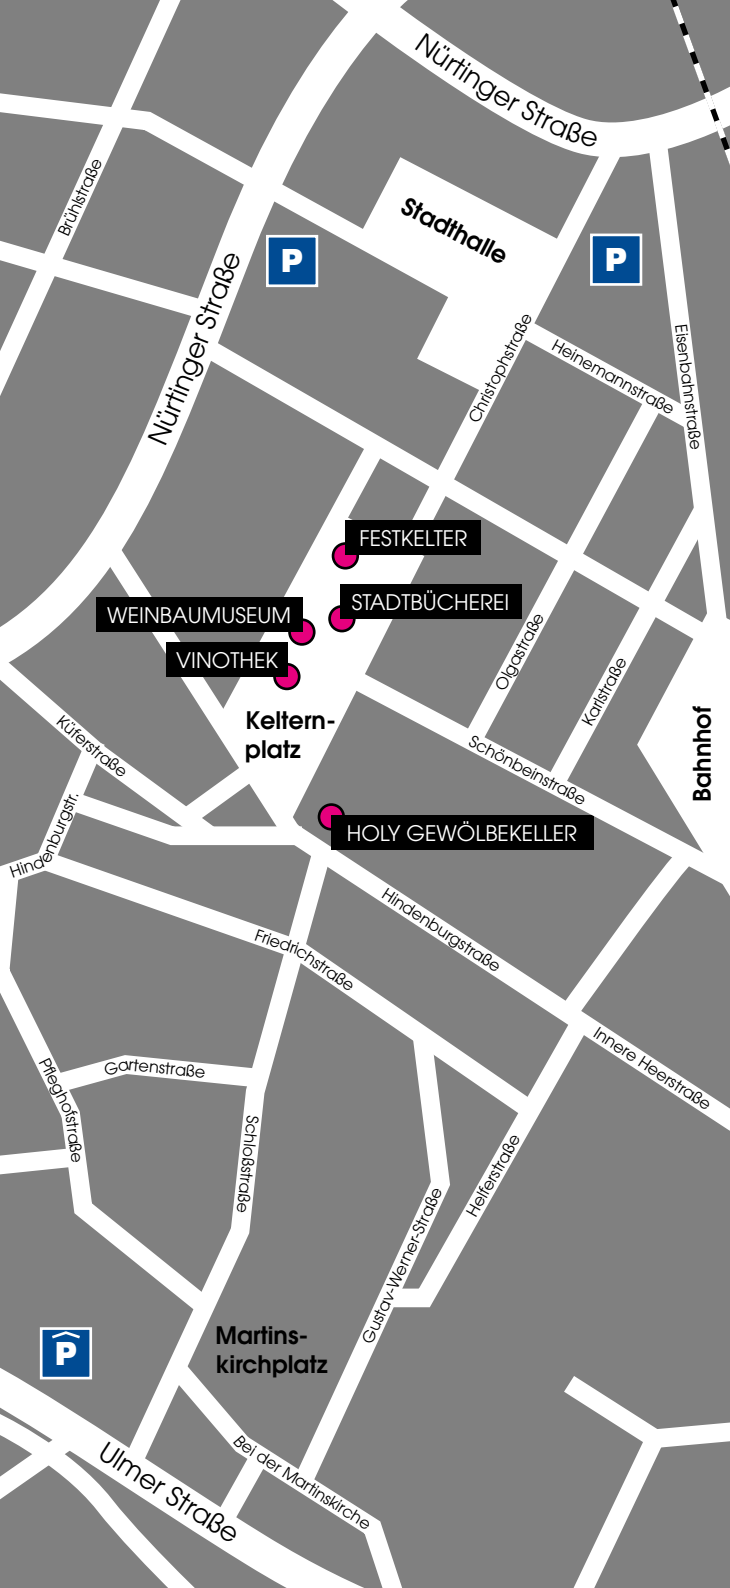 Nürtinger Straße
Brühlstraße
Stadthalle
P
P
Nürtinger Straße
Christophstraße
Heinemannstraße
Eisenbahnstraße
FESTKELTER
STADTBÜCHEREI
WEINBAUMUSEUM
VINOTHEK
Olgastraße
Karlstraße
Keltern-
platz
Küferstraße
Schönbeinstraße
Bahnhof
Hindenburgstr.
HOLY GEWÖLBEKELLER
Hindenburgstraße
Friedrichstraße
Innere Heerstraße
Gartenstraße
Pfleghofstraße
Schloßstraße
Helferstraße
Gustav-Werner-Straße
Martins-
kirchplatz
P
Bei der Martinskirche
Ulmer Straße